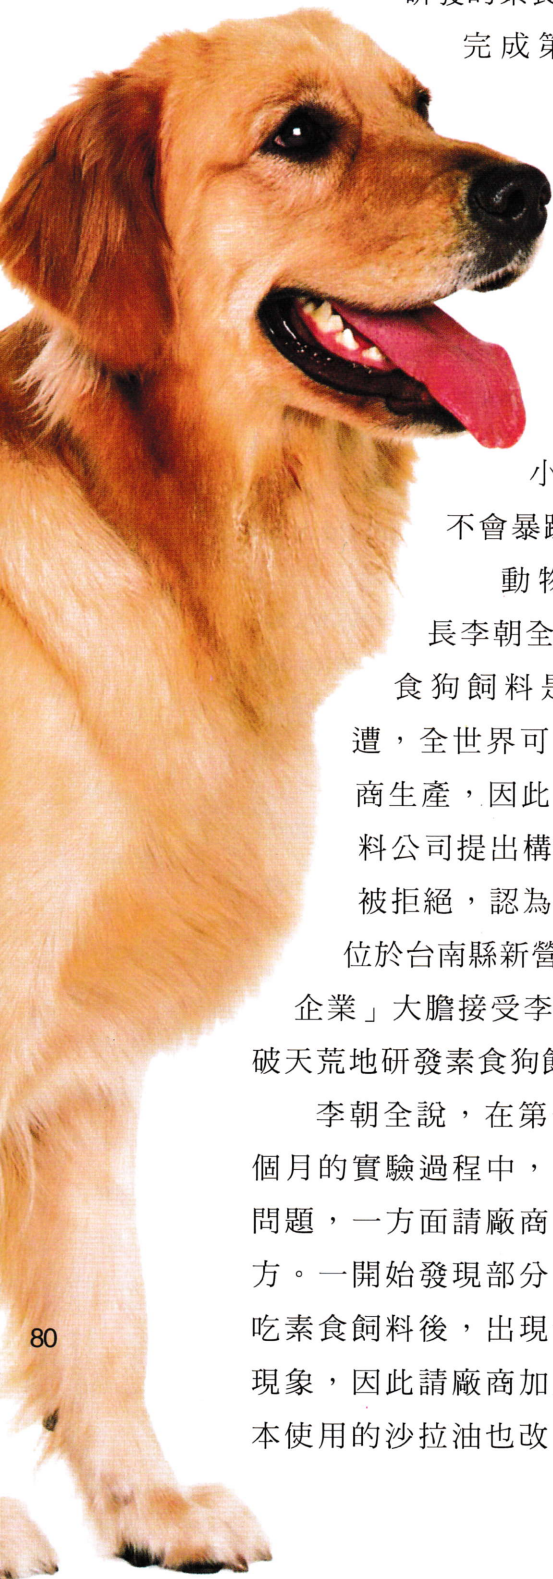 研發的素食
完成第
小
不會暴跳
動物
長李朝全
食狗飼料是
遭，全世界可
商生產，因此
料公司提出構
被拒絕，認為
位於台南縣新營
企業」大膽接受李
破天荒地研發素食狗飼
李朝全說，在第
個月的實驗過程中，
問題，一方面請廠商
方。一開始發現部分
吃素食飼料後，出現
現象，因此請廠商加
本使用的沙拉油也改
80